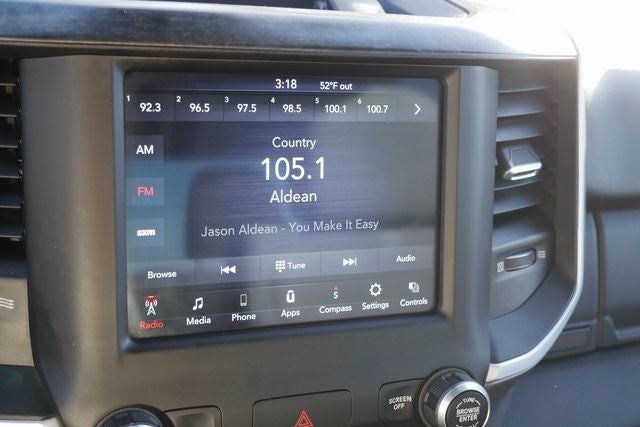 3:18 52°F out
1 92.3 2 96.5 3 97.5 4 98.5 5 100.1 6 100.7
Country
AM
105.1
FM
Aldean
sxm
Jason Aldean - You Make It Easy
Browse Tune Audio
Radio Media Phone Apps S Compass Settings Controls
SCREEN OFF
TUNE
BROWSE
ENTER